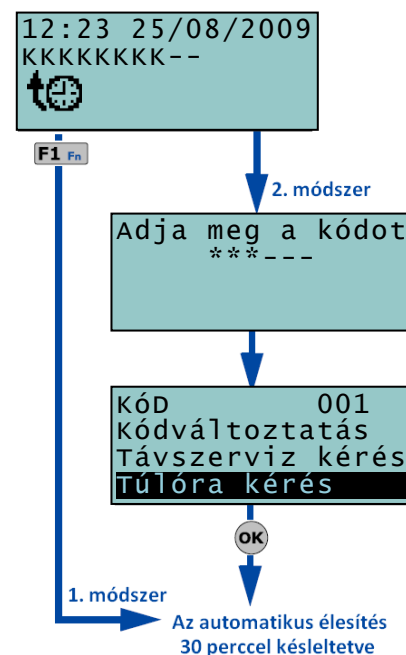 12:23 25/08/2009
KKKKKKKK--
F1 Fn
2. módszer
Adja meg a kódot
***---
KÓD 001
Kódváltoztatás
Távszerviz kérés
Túlóra kérés
OK
1. módszer
Az automatikus élesítés
30 perccel késleltetve